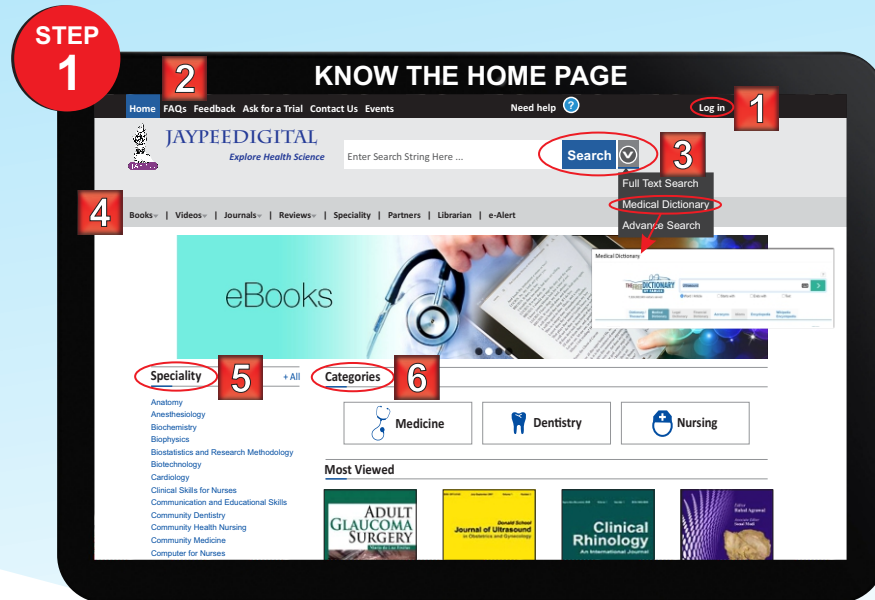 STEP
1
KNOW THE HOME PAGE
2
1
Home FAQs Feedback Ask for a Trial Contact Us Events Need help ? Log in
JAYPEEDIGITAL
Explore Health Science
Enter Search String Here ... Search
3
Full Text Search
Medical Dictionary
Advance Search
4
Books | Videos | Journals | Reviews | Speciality | Partners | Librarian | e-Alert
Medical Dictionary
eBooks
Speciality + All
5
Categories
6
Anatomy
Anesthesiology
Biochemistry
Biophysics
Biostatistics and Research Methodology
Biotechnology
Cardiology
Clinical Skills for Nurses
Communication and Educational Skills
Community Dentistry
Community Health Nursing
Community Medicine
Computer for Nurses
Medicine Dentistry Nursing
Most Viewed
ADULT
GLAUCOMA
SURGERY
Donald School
Journal of Ultrasound
in Obstetrics and Gynecology
Clinical
Rhinology
An International Journal